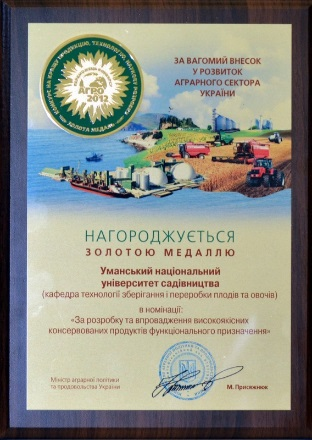 ЗА ВАГОМИЙ ВНЕСОК
У РОЗВИТОК
АГРАРНОГО СЕКТОРА
УКРАЇНИ
АГРО
2012
ЗОЛОТА МЕДАЛЬ
НАГОРОДЖУЄТЬСЯ
ЗОЛОТОЮ МЕДАЛЛЮ
Уманський національний
університет садівництва
(кафедра технології зберігання і переробки плодів та овочів)
в номінації:
«За розробку та впровадження високоякісних
консервованих продуктів функціонального призначення»
Міністр аграрної політики
та продовольства України
М. Присяжнюк